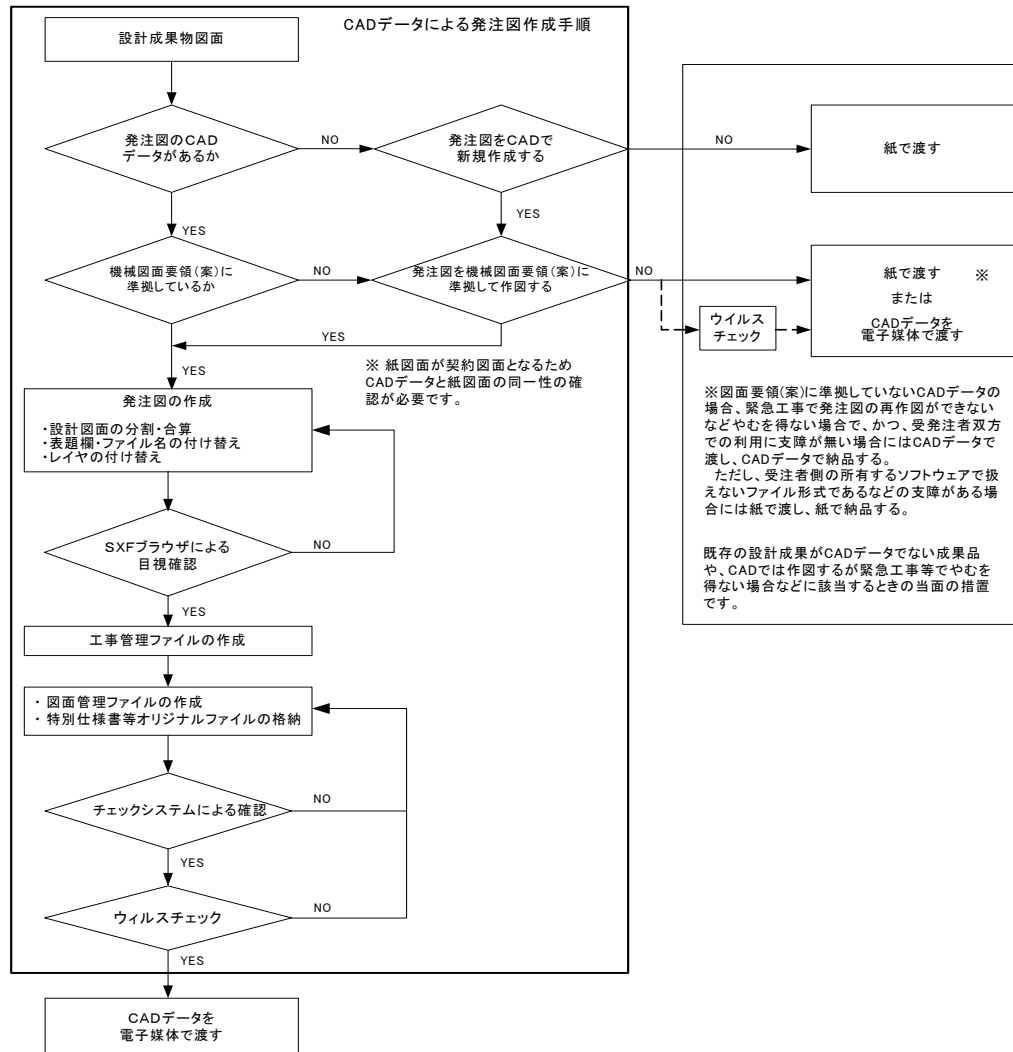 CADデータによる発注図作成手順
設計成果物図面
発注図のCAD
データがあるか
NO
発注図をCADで
新規作成する
NO
紙で渡す
YES
YES
機械図面要領(案)に
準拠しているか
NO
発注図を機械図面要領(案)に
準拠して作図する
NO
紙で渡す ※
または
CADデータを
電子媒体で渡す
ウイルス
チェック
YES
YES
※ 紙図面が契約図面となるため
CADデータと紙図面の同一性の確
認が必要です。
発注図の作成
・設計図面の分割・合算
・表題欄・ファイル名の付け替え
・レイヤの付け替え
※図面要領(案)に準拠していないCADデータの
場合、緊急工事で発注図の再作図ができない
などやむを得ない場合で、かつ、受発注者双方
での利用に支障が無い場合にはCADデータで
渡し、CADデータで納品する。
ただし、受注者側の所有するソフトウェアで扱
えないファイル形式であるなどの支障がある場
合には紙で渡し、紙で納品する。
既存の設計成果がCADデータでない成果品
や、CADでは作図するが緊急工事等でやむを
得ない場合などに該当するときの当面の措置
です。
SXFブラウザによる
目視確認
NO
YES
工事管理ファイルの作成
・ 図面管理ファイルの作成
・ 特別仕様書等オリジナルファイルの格納
チェックシステムによる確認
NO
YES
ウィルスチェック
NO
YES
CADデータを
電子媒体で渡す